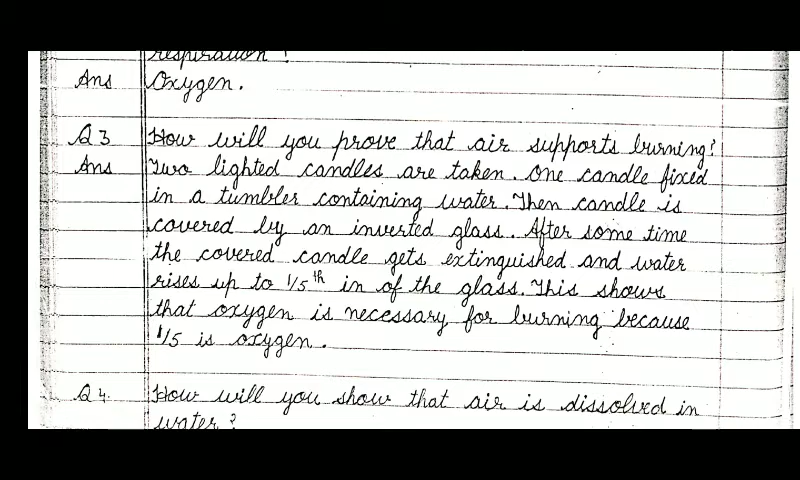 respiration?
Ans Oxygen.
Q3 How will you prove that air supports burning?
Ans Two lighted candles are taken. One candle fixed
in a tumbler containing water. Then candle is
covered by an inverted glass. After some time
the covered candle gets extinguished and water
rises up to 1/5th in of the glass. This shows
that oxygen is necessary for burning because
1/5 is oxygen.
Q4. How will you show that air is dissolved in
water?